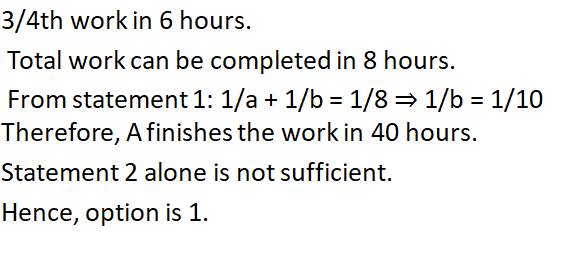 3/4th work in 6 hours.
Total work can be completed in 8 hours.
From statement 1: 1/a + 1/b = 1/8 ⇒ 1/b = 1/10
Therefore, A finishes the work in 40 hours.
Statement 2 alone is not sufficient.
Hence, option is 1.